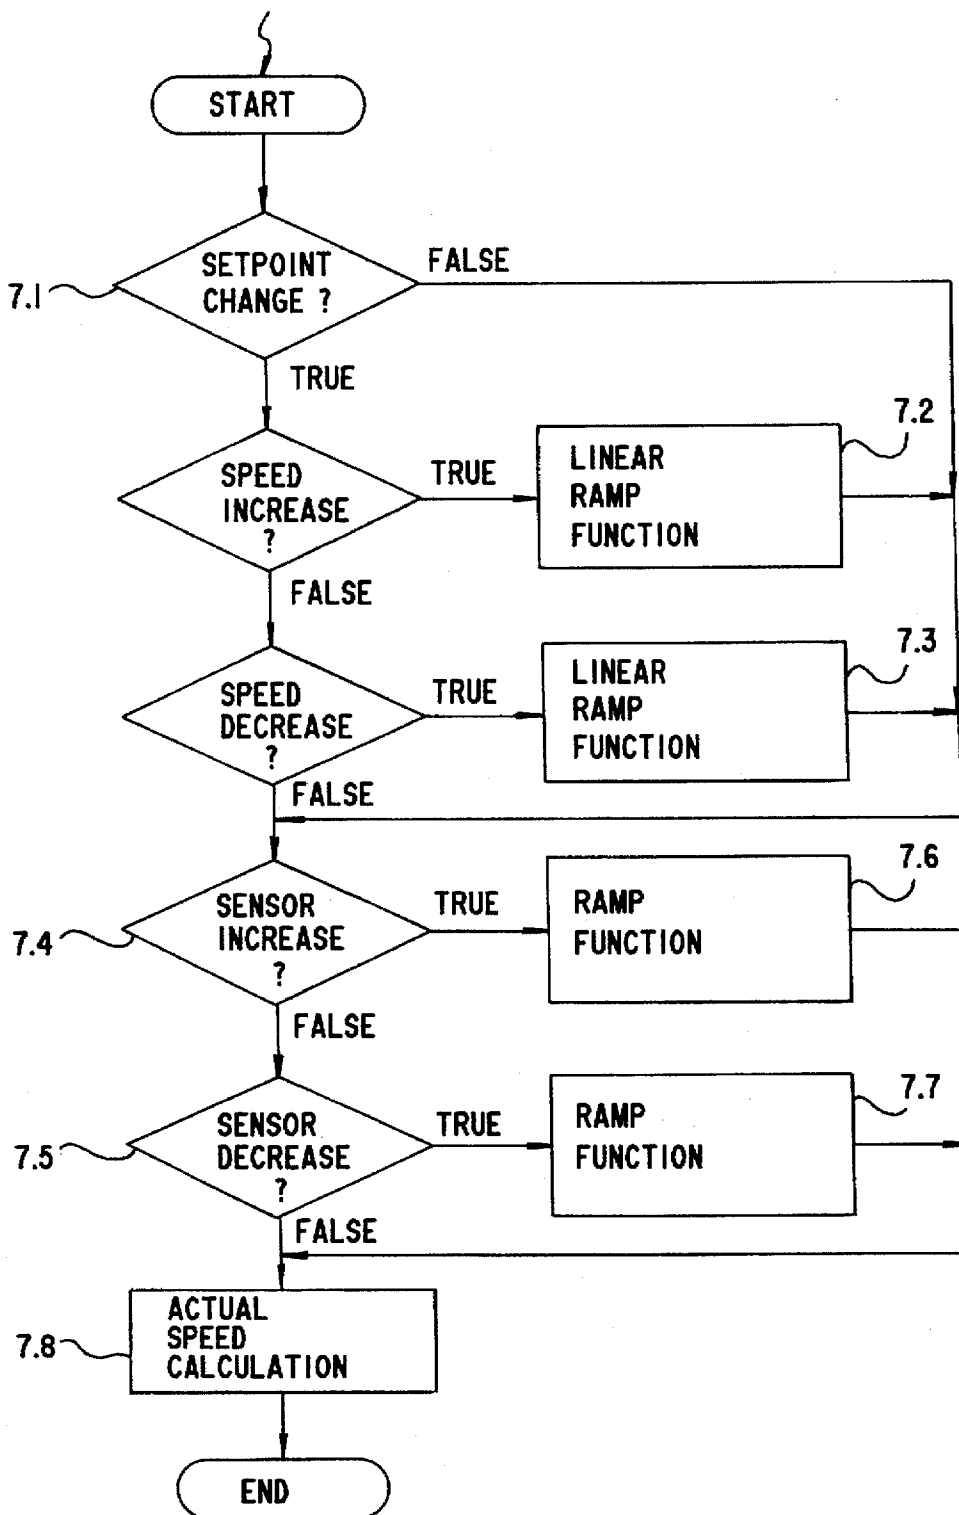 START
SETPOINT
CHANGE ?
FALSE
7.1
TRUE
SPEED
INCREASE
?
TRUE
LINEAR
RAMP
FUNCTION
7.2
FALSE
SPEED
DECREASE
?
TRUE
LINEAR
RAMP
FUNCTION
7.3
FALSE
SENSOR
INCREASE
?
7.4
TRUE
RAMP
FUNCTION
7.6
FALSE
SENSOR
DECREASE
?
7.5
TRUE
RAMP
FUNCTION
7.7
FALSE
ACTUAL
SPEED
CALCULATION
7.8
END